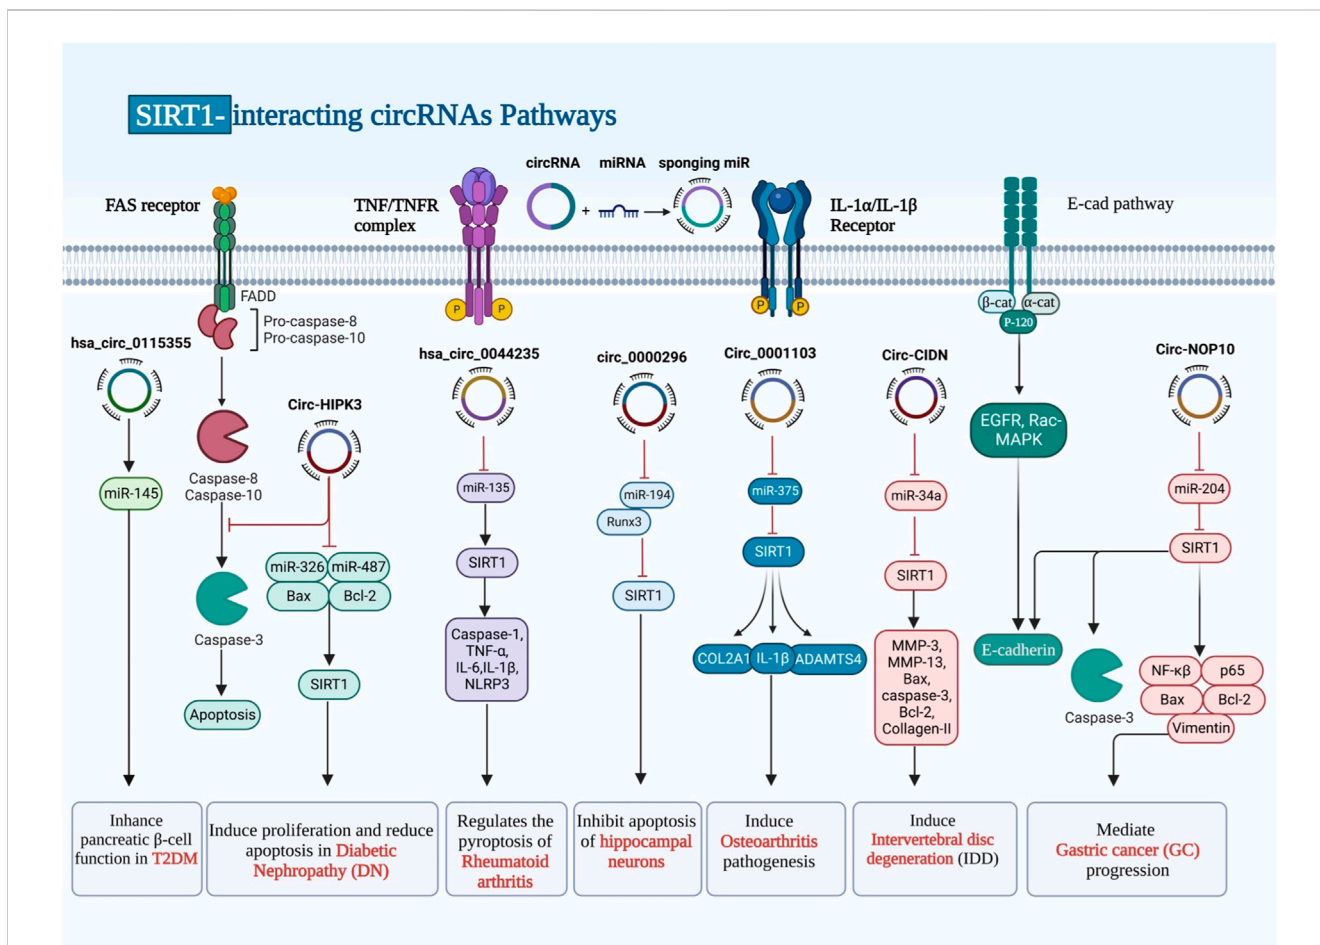 SIRT1-interacting circRNAs Pathways
circRNA
miRNA
sponging miR
+
FAS receptor
TNF/TNFR
complex
IL-1α/IL-1β
Receptor
E-cad pathway
FADD
Pro-caspase-8
Pro-caspase-10
P
P
P
P
β-cat
α-cat
P-120
hsa_circ_0115355
miR-145
Caspase-8
Caspase-10
Caspase-3
Apoptosis
Circ-HIPK3
miR-326
miR-487
Bax
Bcl-2
SIRT1
hsa_circ_0044235
miR-135
SIRT1
Caspase-1,
TNF-α,
IL-6,IL-1β,
NLRP3
circ_0000296
miR-194
Runx3
SIRT1
Circ_0001103
miR-375
SIRT1
COL2A1
IL-1β
ADAMTS4
Circ-CIDN
miR-34a
SIRT1
MMP-3,
MMP-13,
Bax,
caspase-3,
Bcl-2,
Collagen-II
EGFR, Rac-
MAPK
E-cadherin
Circ-NOP10
miR-204
SIRT1
Caspase-3
NF-κβ
p65
Bax
Bcl-2
Vimentin
Inhance
pancreatic β-cell
function in T2DM
Induce proliferation and reduce
apoptosis in Diabetic
Nephropathy (DN)
Regulates the
pyroptosis of
Rheumatoid
arthritis
Inhibit apoptosis
of hippocampal
neurons
Induce
Osteoarthritis
pathogenesis
Induce
Intervertebral disc
degeneration (IDD)
Mediate
Gastric cancer (GC)
progression